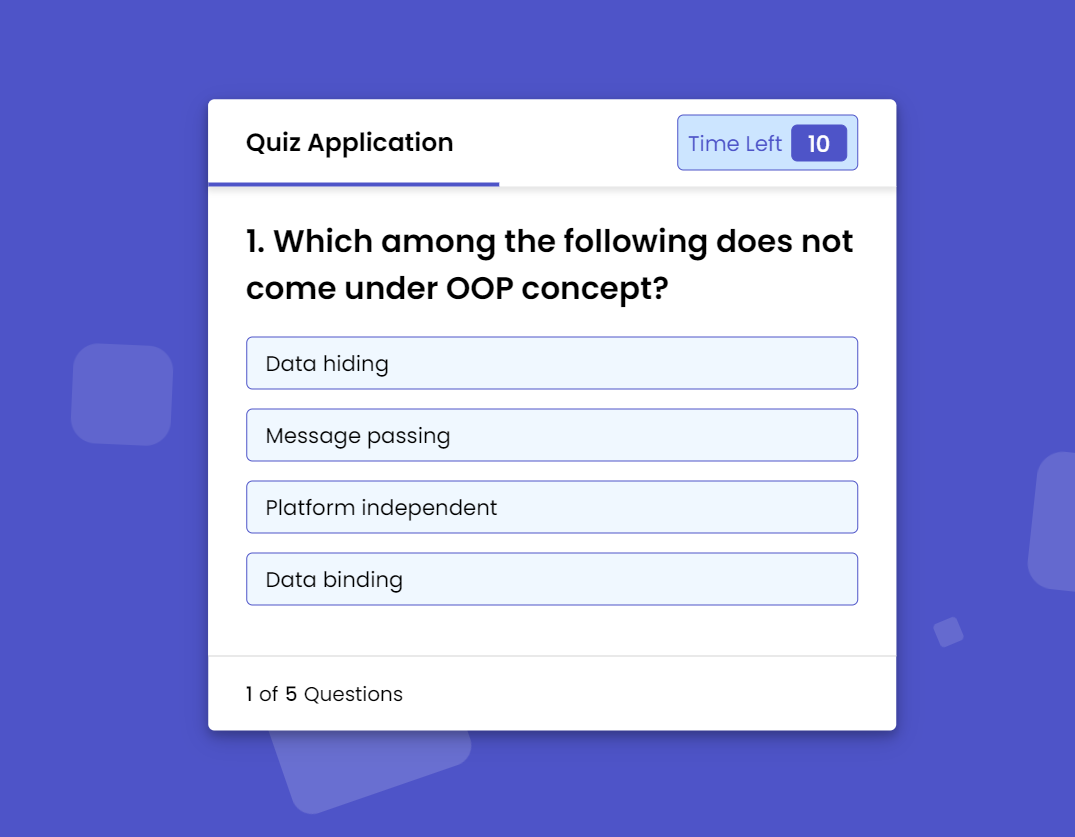 Quiz Application
Time Left 10
1. Which among the following does not
come under OOP concept?
Data hiding
Message passing
Platform independent
Data binding
1 of 5 Questions